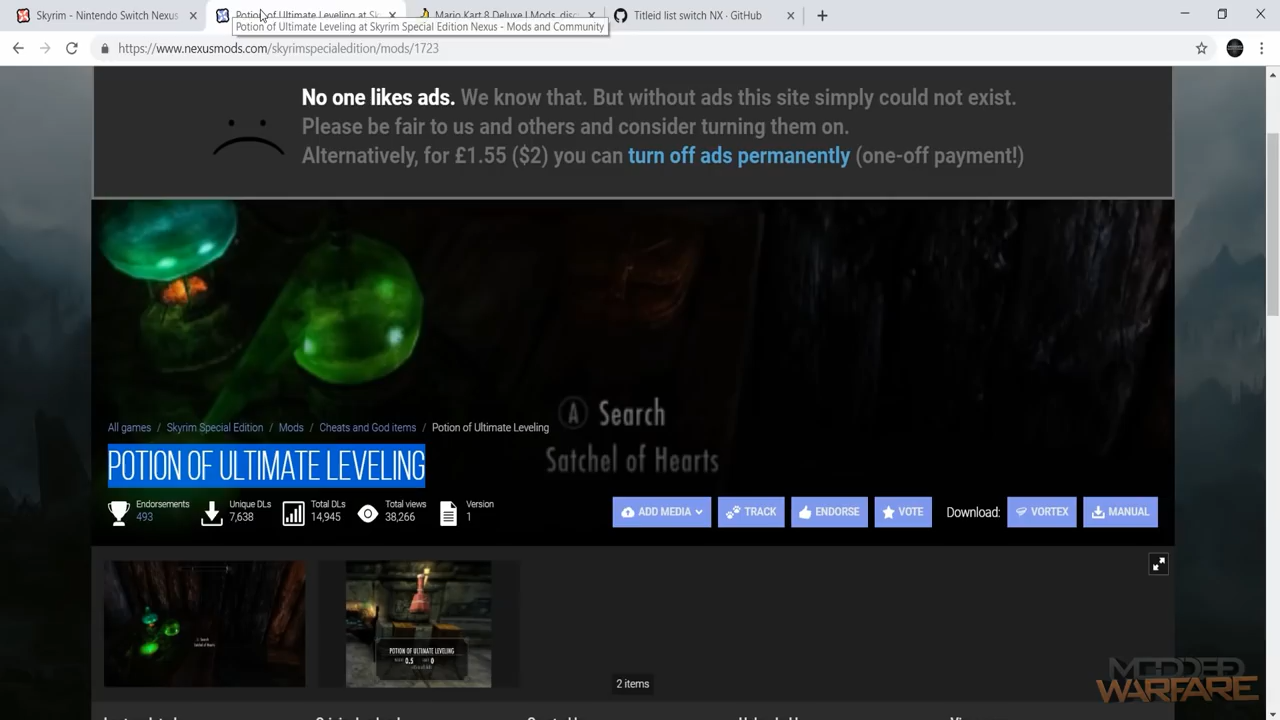 Skyrim - Nintendo Switch Nexus
Potion of Ultimate Leveling at Sk
Mario Kart 8 Deluxe | Mods, disc
Titleid list switch NX · GitHub
Potion of Ultimate Leveling at Skyrim Special Edition Nexus - Mods and Community
https://www.nexusmods.com/skyrimspecialedition/mods/1723
No one likes ads. We know that. But without ads this site simply could not exist.
Please be fair to us and others and consider turning them on.
Alternatively, for £1.55 ($2) you can turn off ads permanently (one-off payment!)
A Search
Satchel of Hearts
All games / Skyrim Special Edition / Mods / Cheats and God items / Potion of Ultimate Leveling
POTION OF ULTIMATE LEVELING
Endorsements
493
Unique DLs
7,638
Total DLs
14,945
Total views
38,266
Version
1
ADD MEDIA
TRACK
ENDORSE
VOTE
Download:
VORTEX
MANUAL
Search
Satchel of Hearts
POTION OF ULTIMATE LEVELING
0.5
0
2 items
MODDED
WARFARE